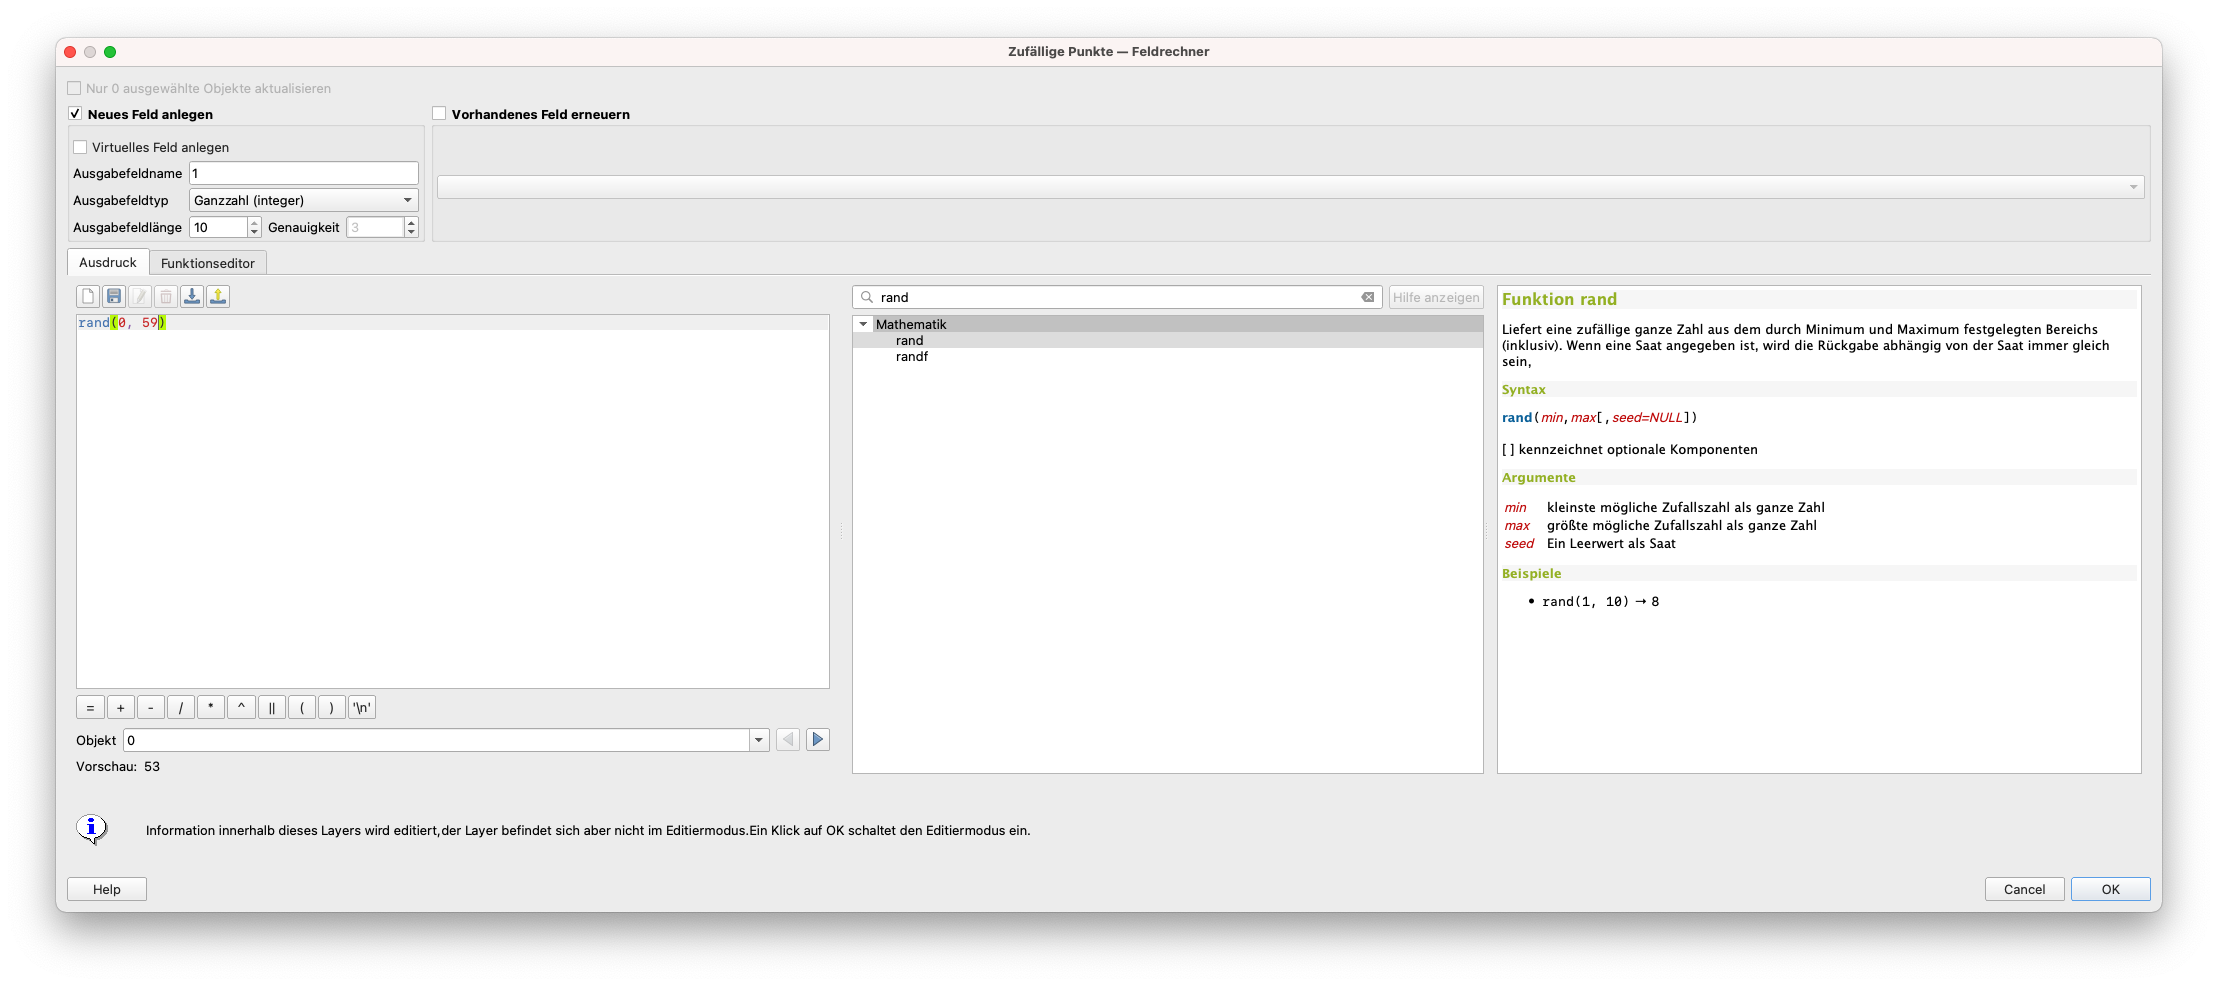 Zufällige Punkte — Feldrechner
Nur 0 ausgewählte Objekte aktualisieren
Neues Feld anlegen
Vorhandenes Feld erneuern
Virtuelles Feld anlegen
Ausgabefeldname 1
Ausgabefeldtyp Ganzzahl (integer)
Ausgabefeldlänge 10 Genauigkeit 3
Ausdruck Funktionseditor
rand(0, 59)
= + - / * ^ || ( ) '\n'
Objekt 0
Vorschau: 53
rand
Hilfe anzeigen
Mathematik
rand
randf
Funktion rand
Liefert eine zufällige ganze Zahl aus dem durch Minimum und Maximum festgelegten Bereichs
(inklusiv). Wenn eine Saat angegeben ist, wird die Rückgabe abhängig von der Saat immer gleich
sein,
Syntax
rand(min,max[,seed=NULL])
[ ] kennzeichnet optionale Komponenten
Argumente
min kleinste mögliche Zufallszahl als ganze Zahl
max größte mögliche Zufallszahl als ganze Zahl
seed Ein Leerwert als Saat
Beispiele
• rand(1, 10) → 8
Information innerhalb dieses Layers wird editiert,der Layer befindet sich aber nicht im Editiermodus.Ein Klick auf OK schaltet den Editiermodus ein.
Help
Cancel
OK